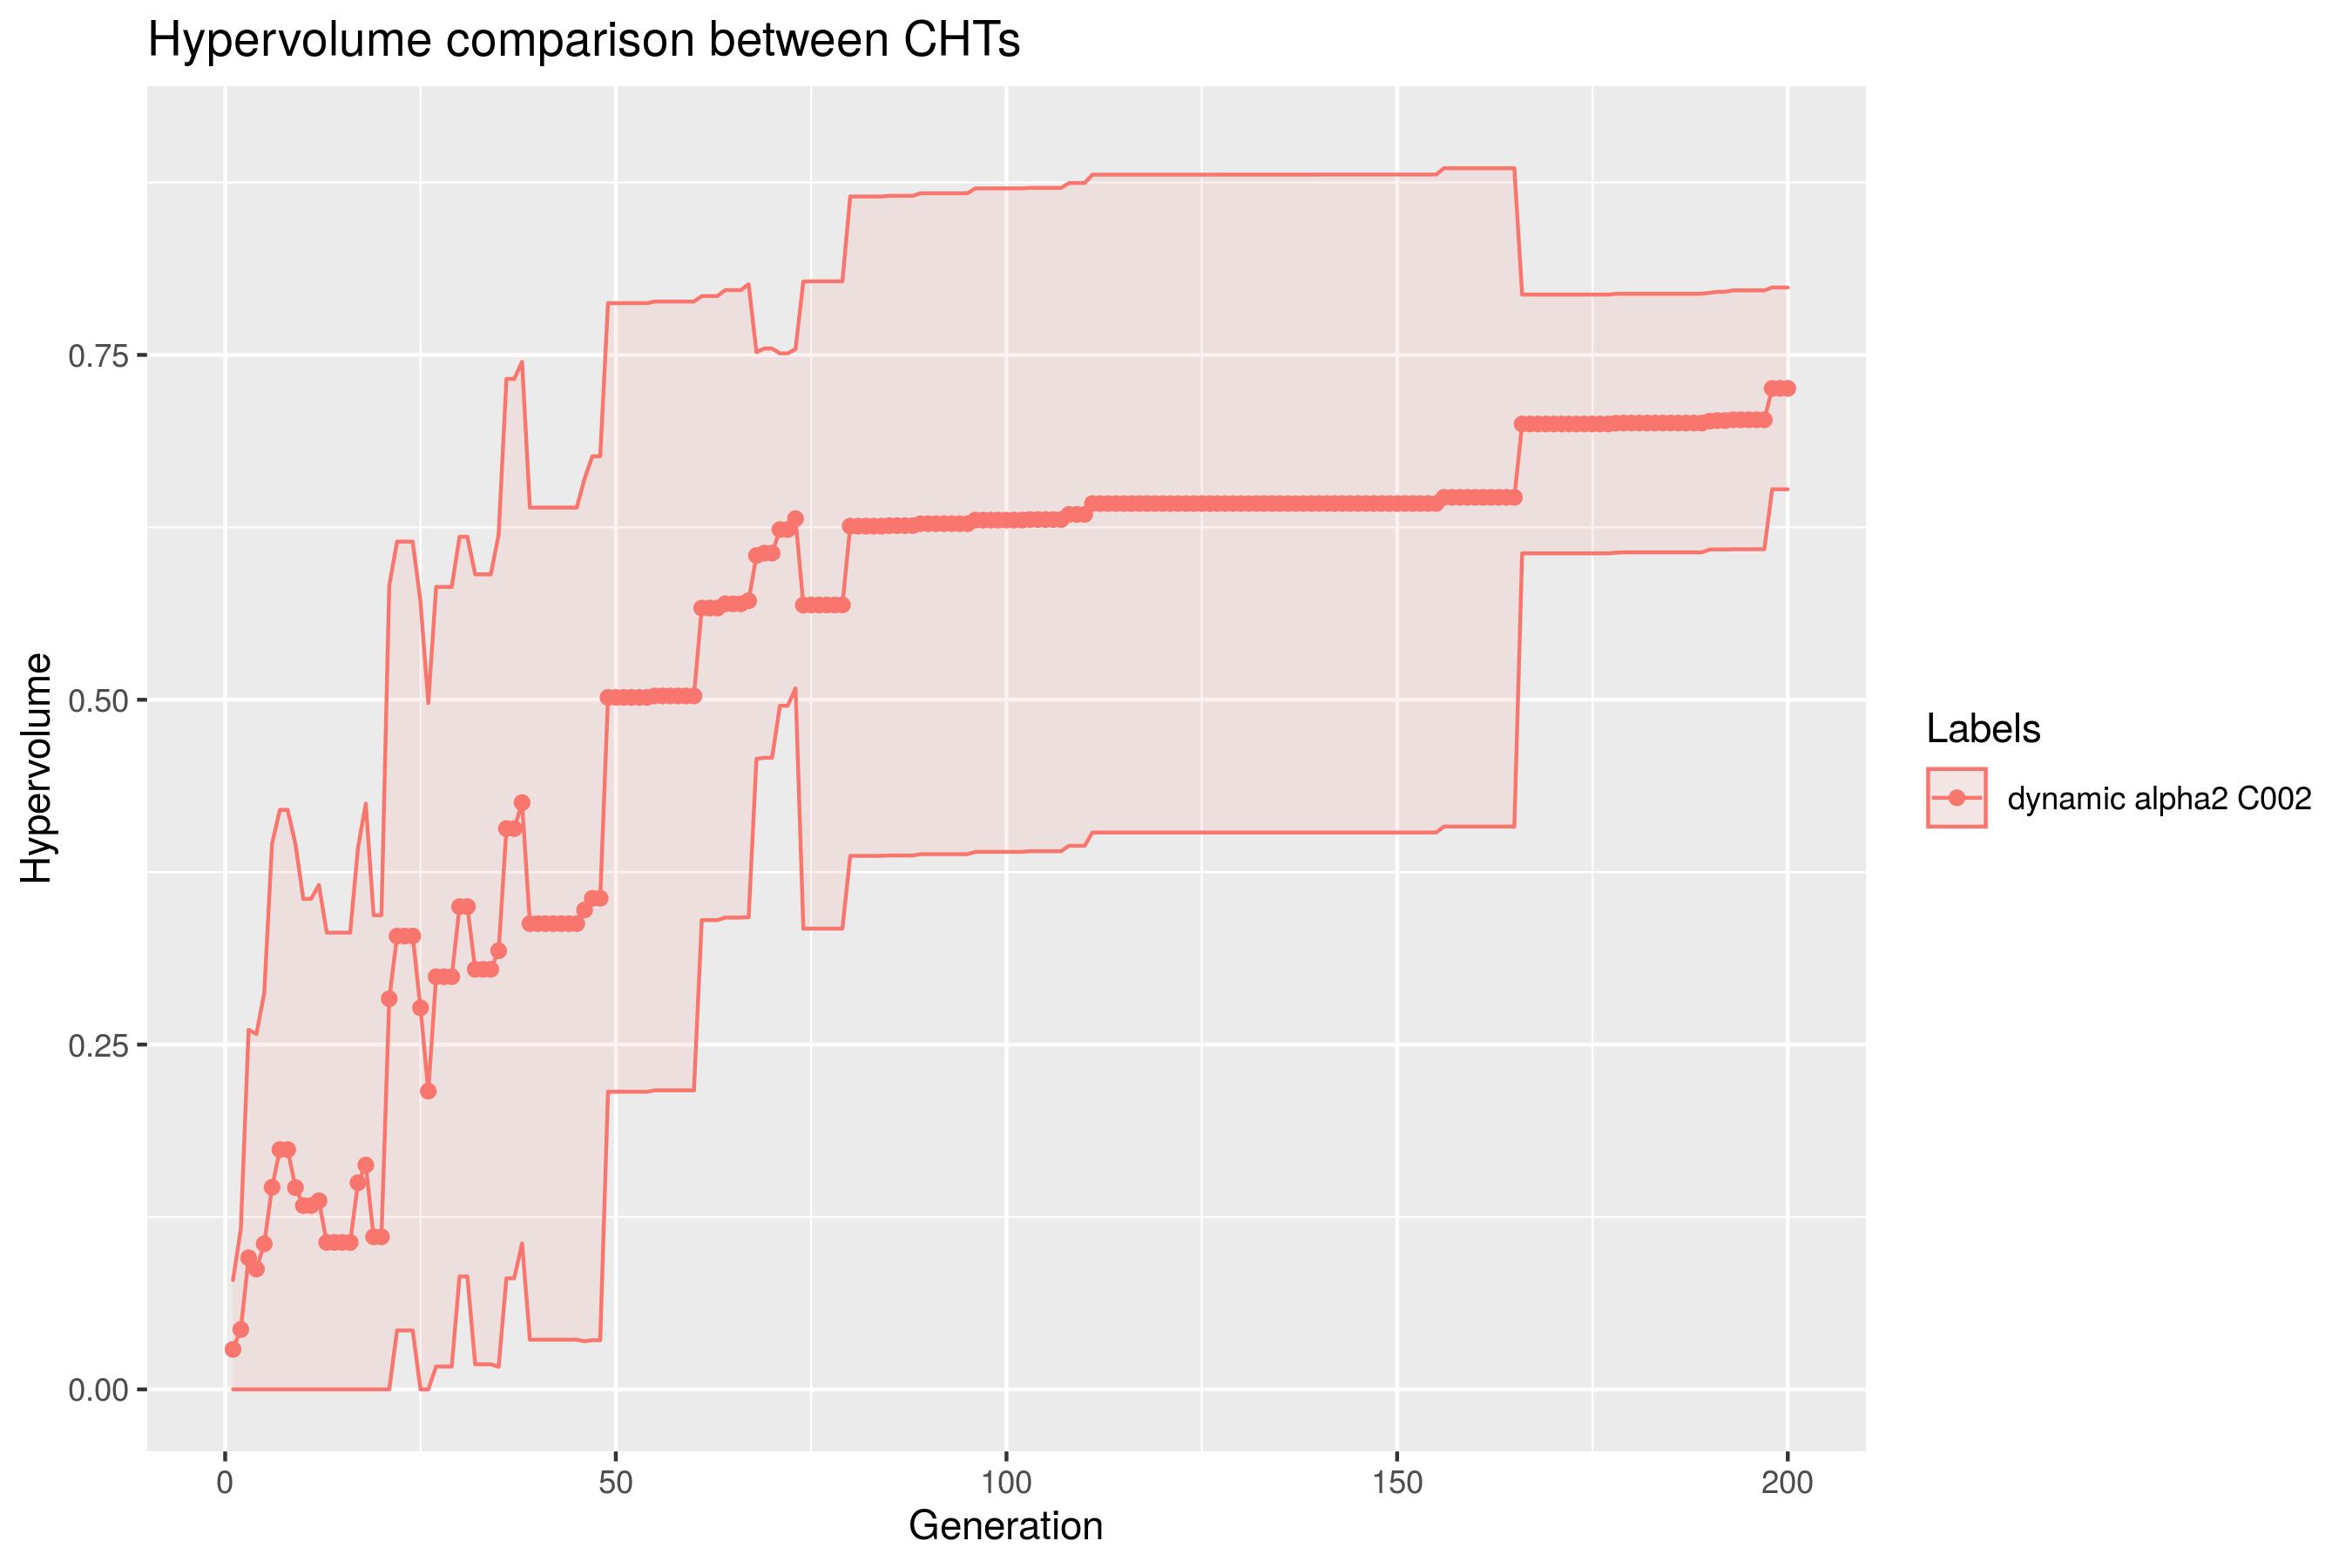 Hypervolume comparison between CHTs
Hypervolume
0.75
0.50
0.25
0.00
0 50 100 150 200
Generation
Labels
dynamic alpha2 C002